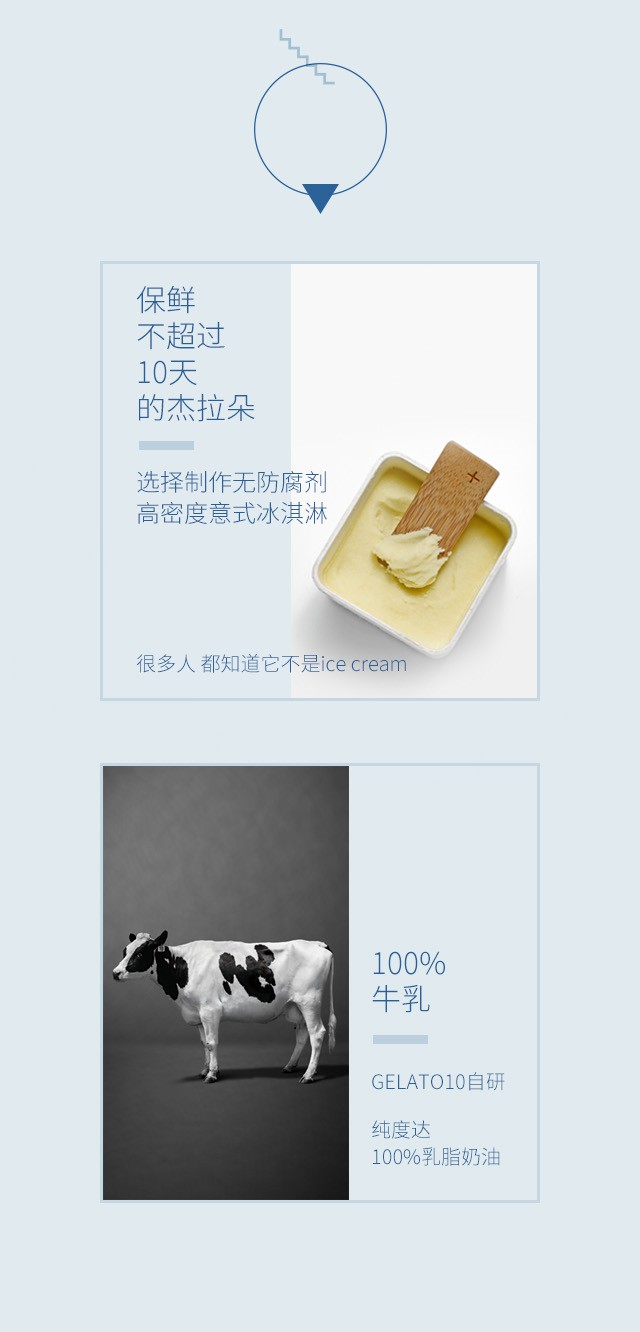 保鲜
不超过
10天
的杰拉朵
选择制作无防腐剂
高密度意式冰淇淋
很多人 都知道它不是ice cream
100%
牛乳
GELATO10自研
纯度达
100%乳脂奶油